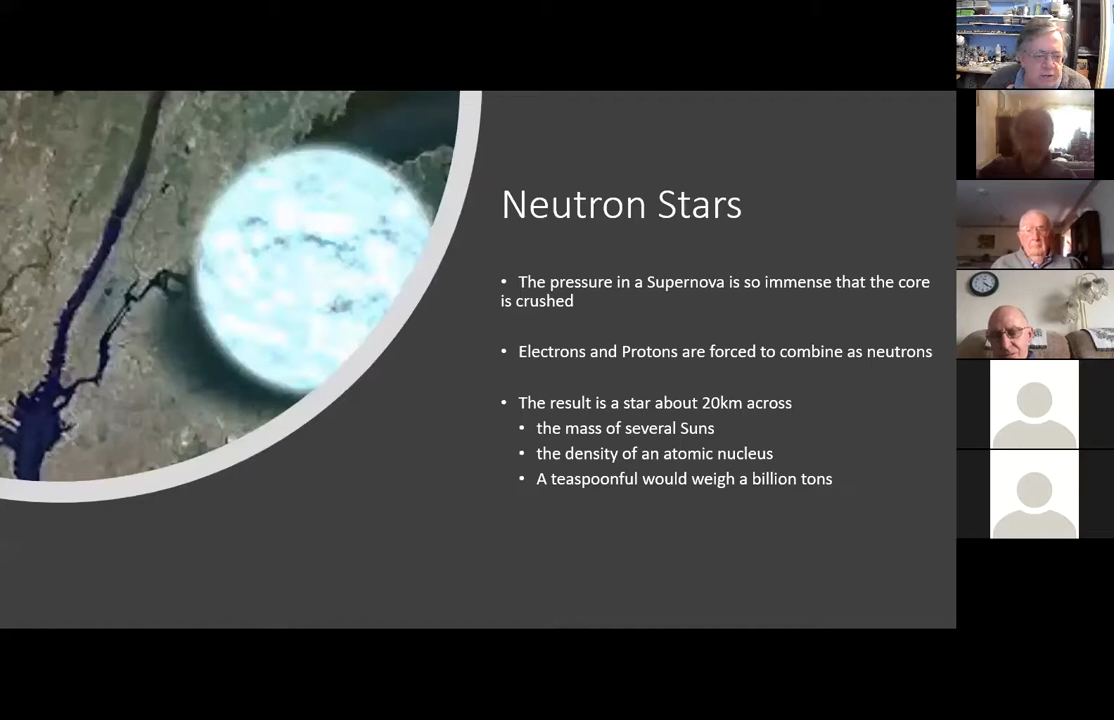 Neutron Stars
• The pressure in a Supernova is so immense that the core
is crushed
• Electrons and Protons are forced to combine as neutrons
• The result is a star about 20km across
• the mass of several Suns
• the density of an atomic nucleus
• A teaspoonful would weigh a billion tons